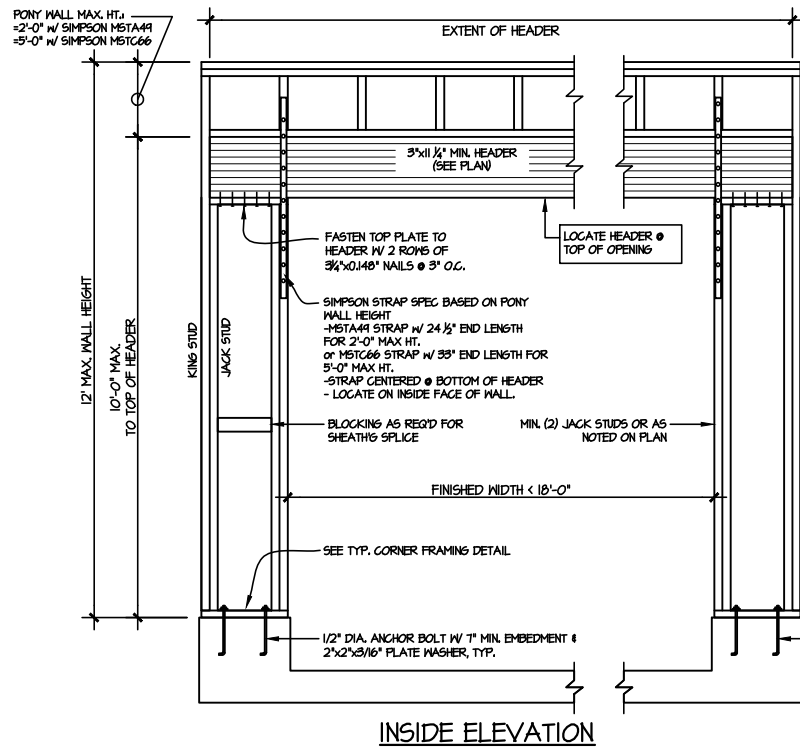 PONY WALL MAX. HT.:
=2'-0" W/ SIMPSON MSTA49
=5'-0" W/ SIMPSON MSTC66
EXTENT OF HEADER
3"x11 1/4" MIN. HEADER
(SEE PLAN)
FASTEN TOP PLATE TO
HEADER W/ 2 ROWS OF
3 1/4"x0.148" NAILS @ 3" O.C.
LOCATE HEADER @
TOP OF OPENING
SIMPSON STRAP SPEC BASED ON PONY
WALL HEIGHT
-MSTA49 STRAP W/ 24 1/2" END LENGTH
FOR 2'-0" MAX HT.
or MSTC66 STRAP W/ 33" END LENGTH FOR
5'-0" MAX HT.
-STRAP CENTERED @ BOTTOM OF HEADER
- LOCATE ON INSIDE FACE OF WALL.
12' MAX. WALL HEIGHT
10'-0" MAX.
TO TOP OF HEADER
KING STUD
JACK STUD
BLOCKING AS REQ'D FOR
SHEATH'G SPLICE
MIN. (2) JACK STUDS OR AS
NOTED ON PLAN
FINISHED WIDTH < 18'-0"
SEE TYP. CORNER FRAMING DETAIL
1/2" DIA. ANCHOR BOLT W/ 7" MIN. EMBEDMENT &
2"x2"x3/16" PLATE WASHER, TYP.
INSIDE ELEVATION